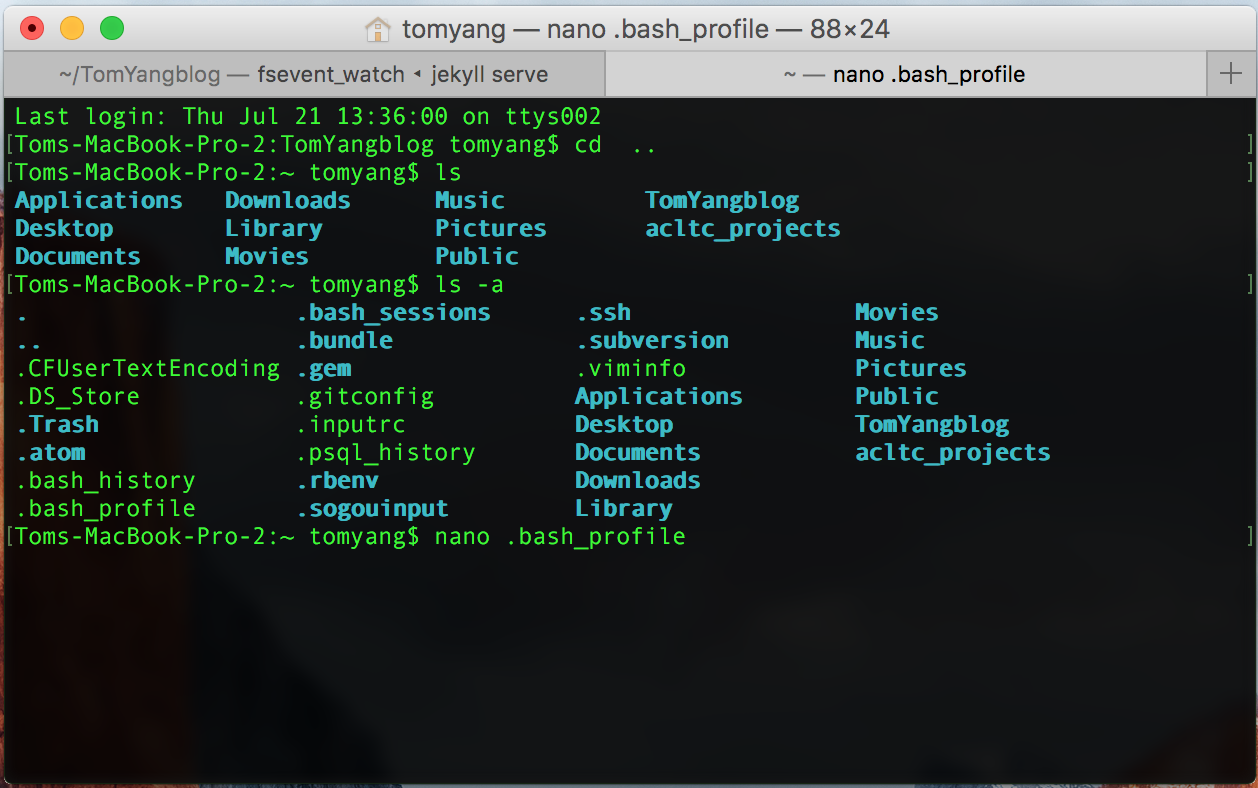 tomyang — nano .bash_profile — 88×24
~/TomYangblog — fsevent_watch ◂ jekyll serve
~ — nano .bash_profile
Last login: Thu Jul 21 13:36:00 on ttys002
[Toms-MacBook-Pro-2:TomYangblog tomyang$ cd  .. ]
[Toms-MacBook-Pro-2:~ tomyang$ ls ]
Applications Downloads Music TomYangblog
Desktop Library Pictures acltc_projects
Documents Movies Public
[Toms-MacBook-Pro-2:~ tomyang$ ls -a ]
. .bash_sessions .ssh Movies
.. .bundle .subversion Music
.CFUserTextEncoding .gem .viminfo Pictures
.DS_Store .gitconfig Applications Public
.Trash .inputrc Desktop TomYangblog
.atom .psql_history Documents acltc_projects
.bash_history .rbenv Downloads
.bash_profile .sogouinput Library
[Toms-MacBook-Pro-2:~ tomyang$ nano .bash_profile ]